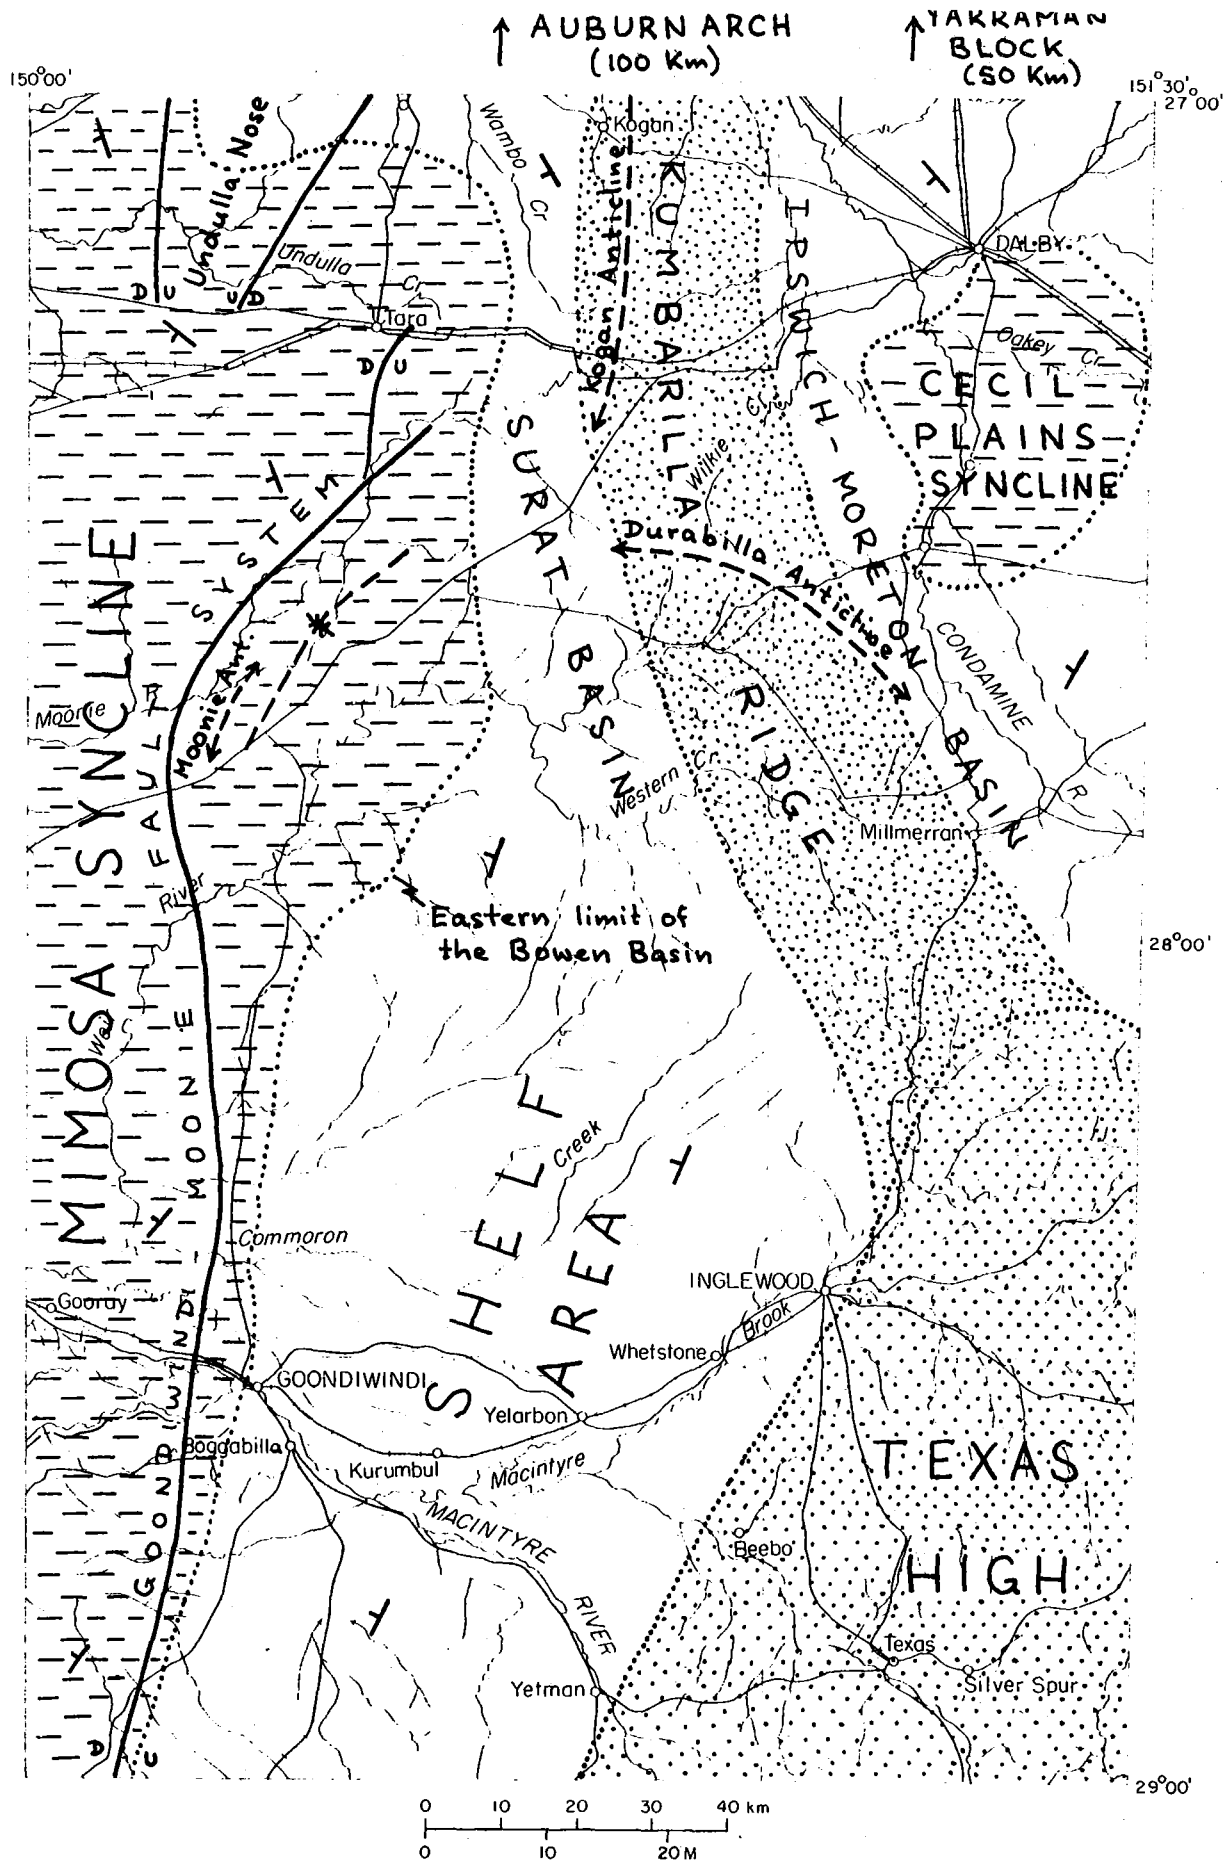 AUBURN ARCH
(100 Km)
YARRAMAN
BLOCK
(50 Km)
150°00'
151°30'
27°00'
Undulla Nose
Wambo
Cr
Kogan
Kogan Anticline
KUMBARILLA
RIDGE
IPSWICH-MORETON BASIN
DALBY
Undulla
Cr
D U
U D
Tara
D U
Oakey
Cr
CECIL
PLAINS
SYNCLINE
Wilkie
Cr
SURAT BASIN
Durabilla Anticline
CONDAMINE
R
MIMOSA SYNCLINE
GOONDIWINDI - MOONIE FAULT SYSTEM
Moonie
R
Moonie Ant
Western Cr
Millmerran
River
Weir
Eastern limit of
the Bowen Basin
28°00'
SHELF
AREA
Creek
Commoron
Gooray
INGLEWOOD
Brook
Whetstone
GOONDIWINDI
Yelarbon
Boggabilla
Kurumbul
Macintyre
MACINTYRE
RIVER
TEXAS
HIGH
Beebo
Texas
Silver Spur
Yetman
D U
29°00'
0 10 20 30 40 km
0 10 20 M